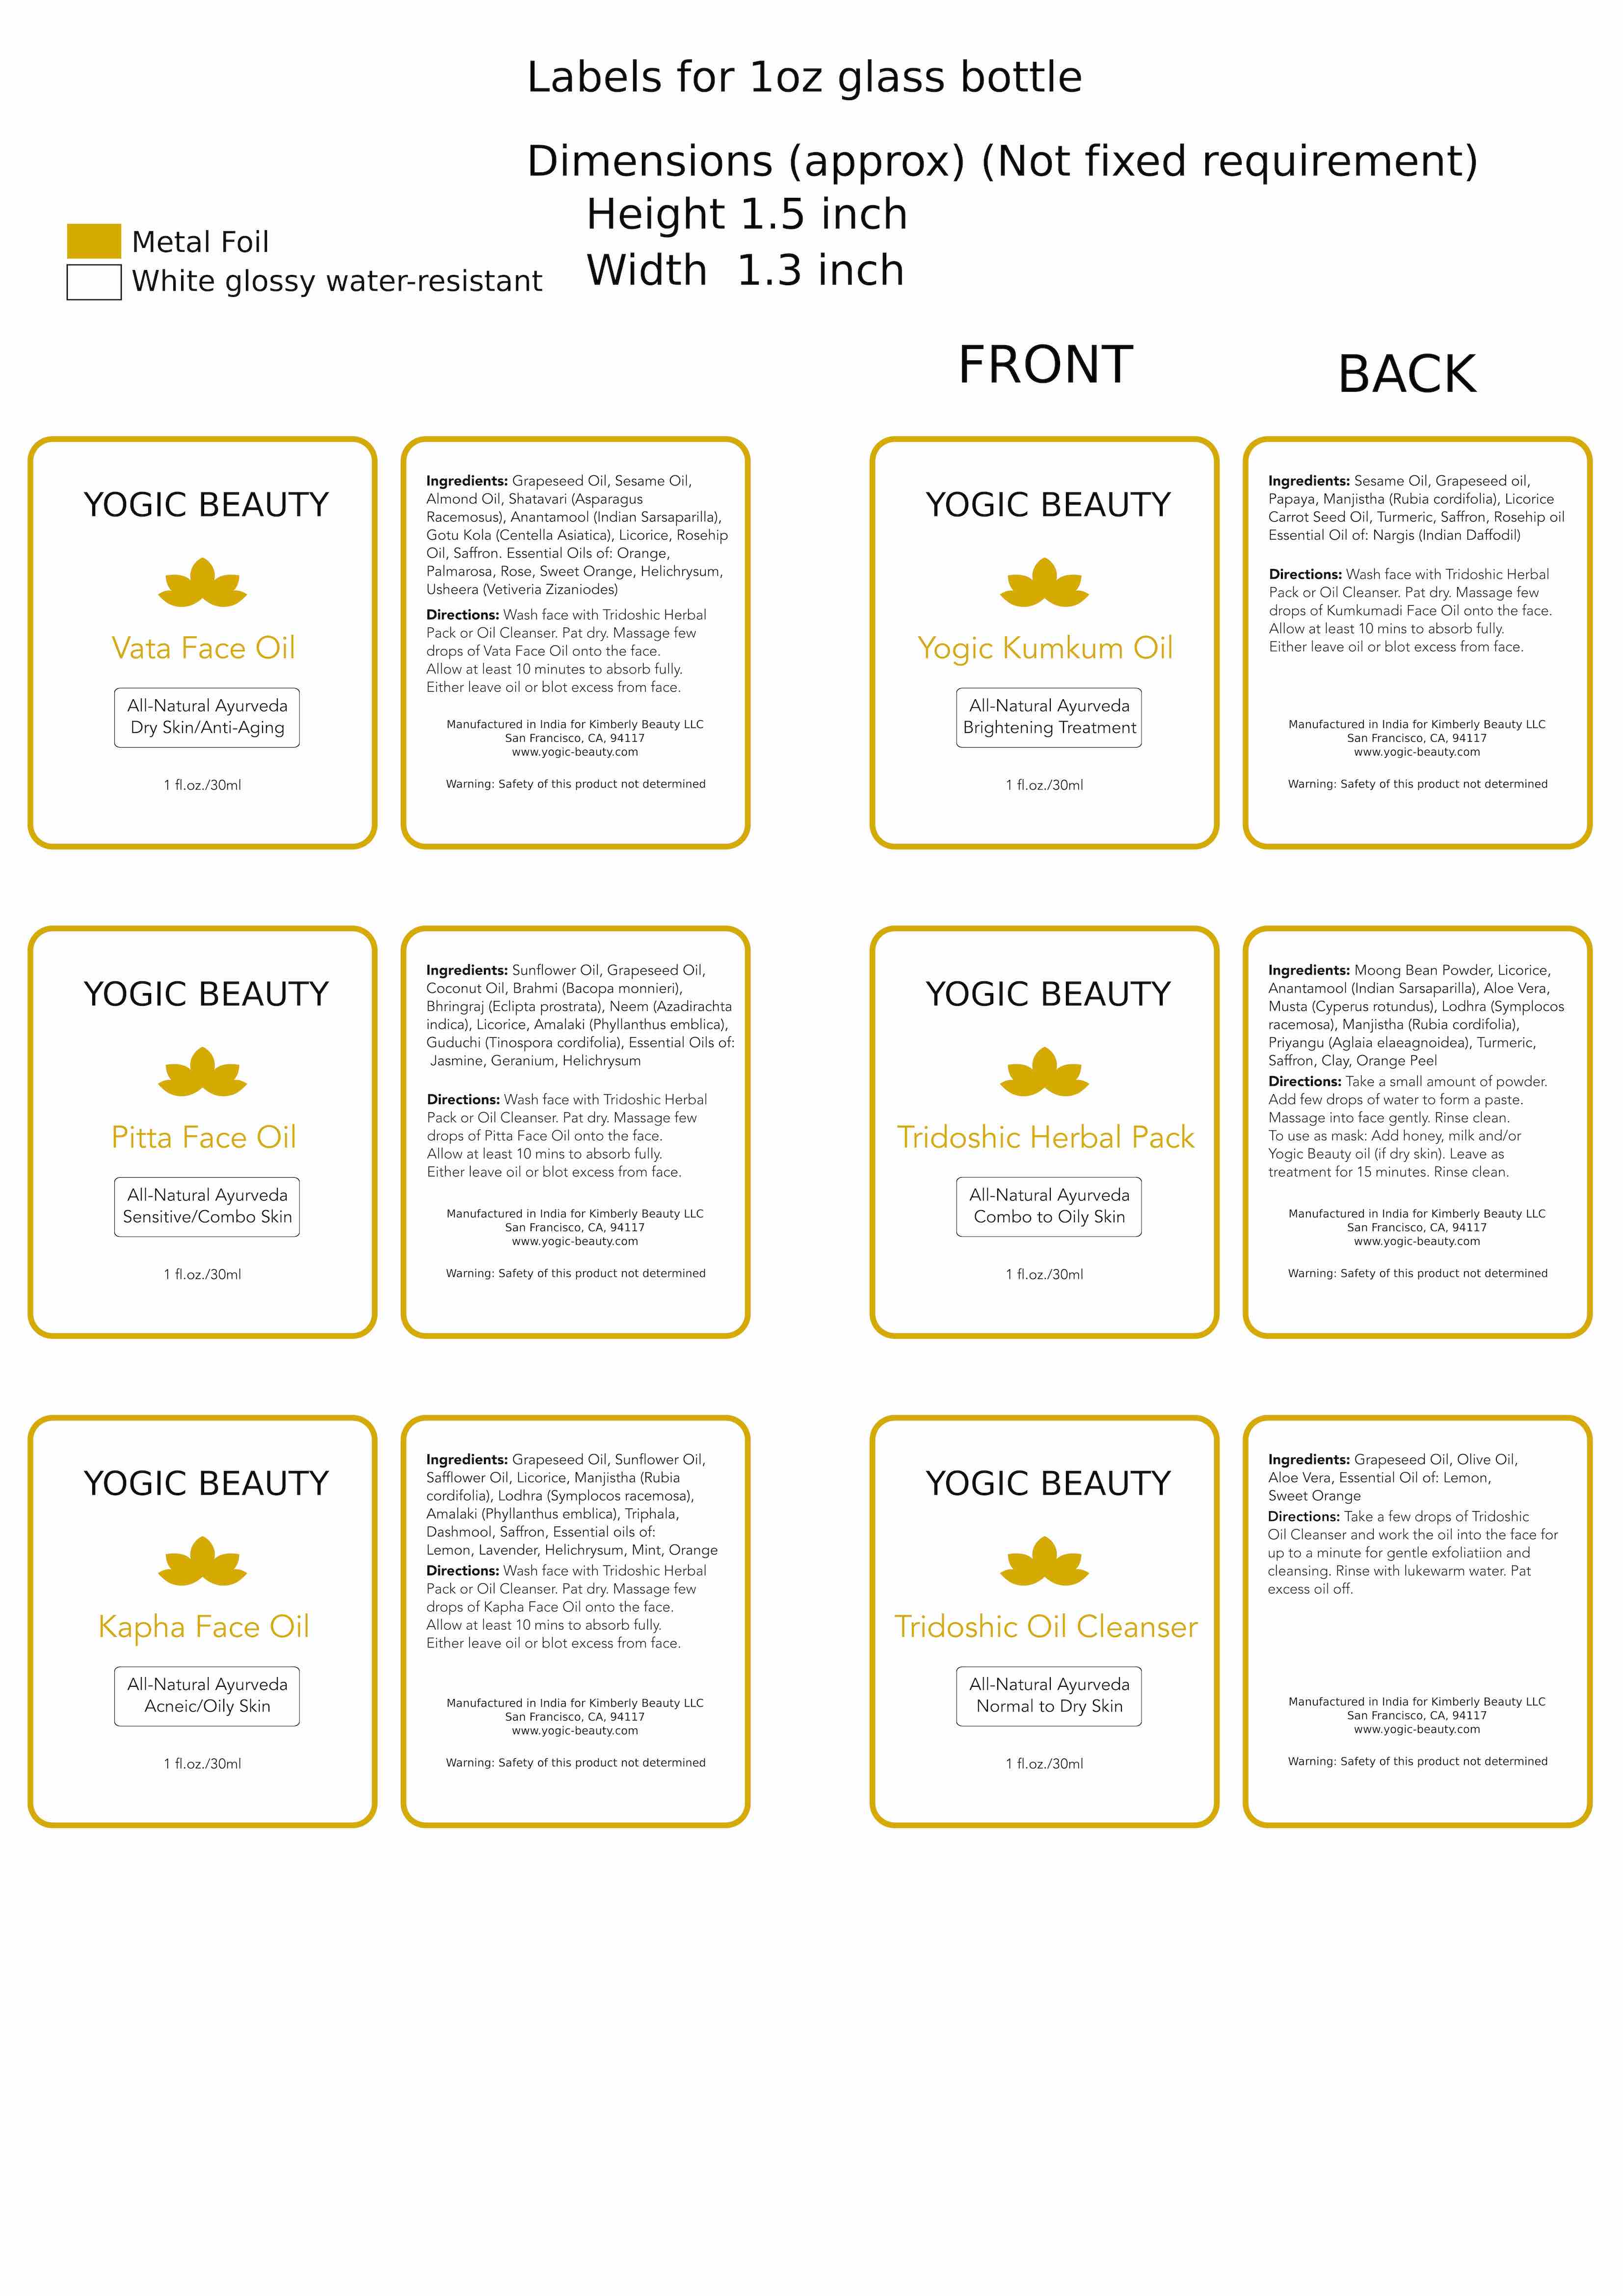 Labels for 1oz glass bottle
Dimensions (approx) (Not fixed requirement)
Height 1.5 inch
Width 1.3 inch
Metal Foil
White glossy water-resistant
FRONT
BACK
YOGIC BEAUTY
Vata Face Oil
All-Natural Ayurveda
Dry Skin/Anti-Aging
1 fl.oz./30ml
Ingredients: Grapeseed Oil, Sesame Oil,
Almond Oil, Shatavari (Asparagus
Racemosus), Anantamool (Indian Sarsaparilla),
Gotu Kola (Centella Asiatica), Licorice, Rosehip
Oil, Saffron. Essential Oils of: Orange,
Palmarosa, Rose, Sweet Orange, Helichrysum,
Usheera (Vetiveria Zizaniodes)
Directions: Wash face with Tridoshic Herbal
Pack or Oil Cleanser. Pat dry. Massage few
drops of Vata Face Oil onto the face.
Allow at least 10 minutes to absorb fully.
Either leave oil or blot excess from face.
Manufactured in India for Kimberly Beauty LLC
San Francisco, CA, 94117
www.yogic-beauty.com
Warning: Safety of this product not determined
YOGIC BEAUTY
Yogic Kumkum Oil
All-Natural Ayurveda
Brightening Treatment
1 fl.oz./30ml
Ingredients: Sesame Oil, Grapeseed oil,
Papaya, Manjistha (Rubia cordifolia), Licorice
Carrot Seed Oil, Turmeric, Saffron, Rosehip oil
Essential Oil of: Nargis (Indian Daffodil)
Directions: Wash face with Tridoshic Herbal
Pack or Oil Cleanser. Pat dry. Massage few
drops of Kumkumadi Face Oil onto the face.
Allow at least 10 mins to absorb fully.
Either leave oil or blot excess from face.
Manufactured in India for Kimberly Beauty LLC
San Francisco, CA, 94117
www.yogic-beauty.com
Warning: Safety of this product not determined
YOGIC BEAUTY
Pitta Face Oil
All-Natural Ayurveda
Sensitive/Combo Skin
1 fl.oz./30ml
Ingredients: Sunflower Oil, Grapeseed Oil,
Coconut Oil, Brahmi (Bacopa monnieri),
Bhringraj (Eclipta prostrata), Neem (Azadirachta
indica), Licorice, Amalaki (Phyllanthus emblica),
Guduchi (Tinospora cordifolia), Essential Oils of:
Jasmine, Geranium, Helichrysum
Directions: Wash face with Tridoshic Herbal
Pack or Oil Cleanser. Pat dry. Massage few
drops of Pitta Face Oil onto the face.
Allow at least 10 mins to absorb fully.
Either leave oil or blot excess from face.
Manufactured in India for Kimberly Beauty LLC
San Francisco, CA, 94117
www.yogic-beauty.com
Warning: Safety of this product not determined
YOGIC BEAUTY
Tridoshic Herbal Pack
All-Natural Ayurveda
Combo to Oily Skin
1 fl.oz./30ml
Ingredients: Moong Bean Powder, Licorice,
Anantamool (Indian Sarsaparilla), Aloe Vera,
Musta (Cyperus rotundus), Lodhra (Symplocos
racemosa), Manjistha (Rubia cordifolia),
Priyangu (Aglaia elaeagnoidea), Turmeric,
Saffron, Clay, Orange Peel
Directions: Take a small amount of powder.
Add few drops of water to form a paste.
Massage into face gently. Rinse clean.
To use as mask: Add honey, milk and/or
Yogic Beauty oil (if dry skin). Leave as
treatment for 15 minutes. Rinse clean.
Manufactured in India for Kimberly Beauty LLC
San Francisco, CA, 94117
www.yogic-beauty.com
Warning: Safety of this product not determined
YOGIC BEAUTY
Kapha Face Oil
All-Natural Ayurveda
Acneic/Oily Skin
1 fl.oz./30ml
Ingredients: Grapeseed Oil, Sunflower Oil,
Safflower Oil, Licorice, Manjistha (Rubia
cordifolia), Lodhra (Symplocos racemosa),
Amalaki (Phyllanthus emblica), Triphala,
Dashmool, Saffron, Essential oils of:
Lemon, Lavender, Helichrysum, Mint, Orange
Directions: Wash face with Tridoshic Herbal
Pack or Oil Cleanser. Pat dry. Massage few
drops of Kapha Face Oil onto the face.
Allow at least 10 mins to absorb fully.
Either leave oil or blot excess from face.
Manufactured in India for Kimberly Beauty LLC
San Francisco, CA, 94117
www.yogic-beauty.com
Warning: Safety of this product not determined
YOGIC BEAUTY
Tridoshic Oil Cleanser
All-Natural Ayurveda
Normal to Dry Skin
1 fl.oz./30ml
Ingredients: Grapeseed Oil, Olive Oil,
Aloe Vera, Essential Oil of: Lemon,
Sweet Orange
Directions: Take a few drops of Tridoshic
Oil Cleanser and work the oil into the face for
up to a minute for gentle exfoliatiion and
cleansing. Rinse with lukewarm water. Pat
excess oil off.
Manufactured in India for Kimberly Beauty LLC
San Francisco, CA, 94117
www.yogic-beauty.com
Warning: Safety of this product not determined